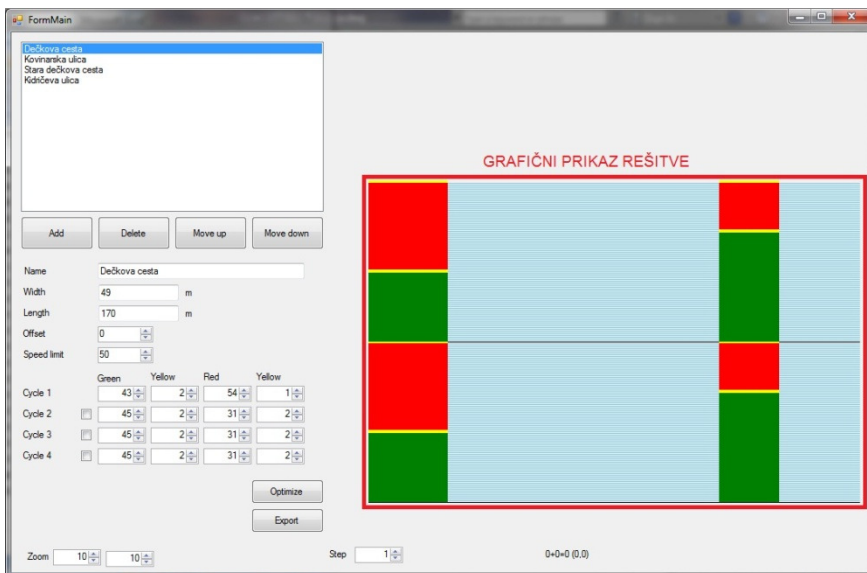 FormMain
Dečkova cesta
Kovinarska ulica
Stara dečkova cesta
Kidričeva ulica
GRAFIČNI PRIKAZ REŠITVE
Add Delete Move up Move down
Name Dečkova cesta
Width 49 m
Length 170 m
Offset 0
Speed limit 50
Green Yellow Red Yellow
Cycle 1 43 2 54 1
Cycle 2 45 2 31 2
Cycle 3 45 2 31 2
Cycle 4 45 2 31 2
Optimize
Export
Zoom 10 10 Step 1 0+0=0 (0,0)